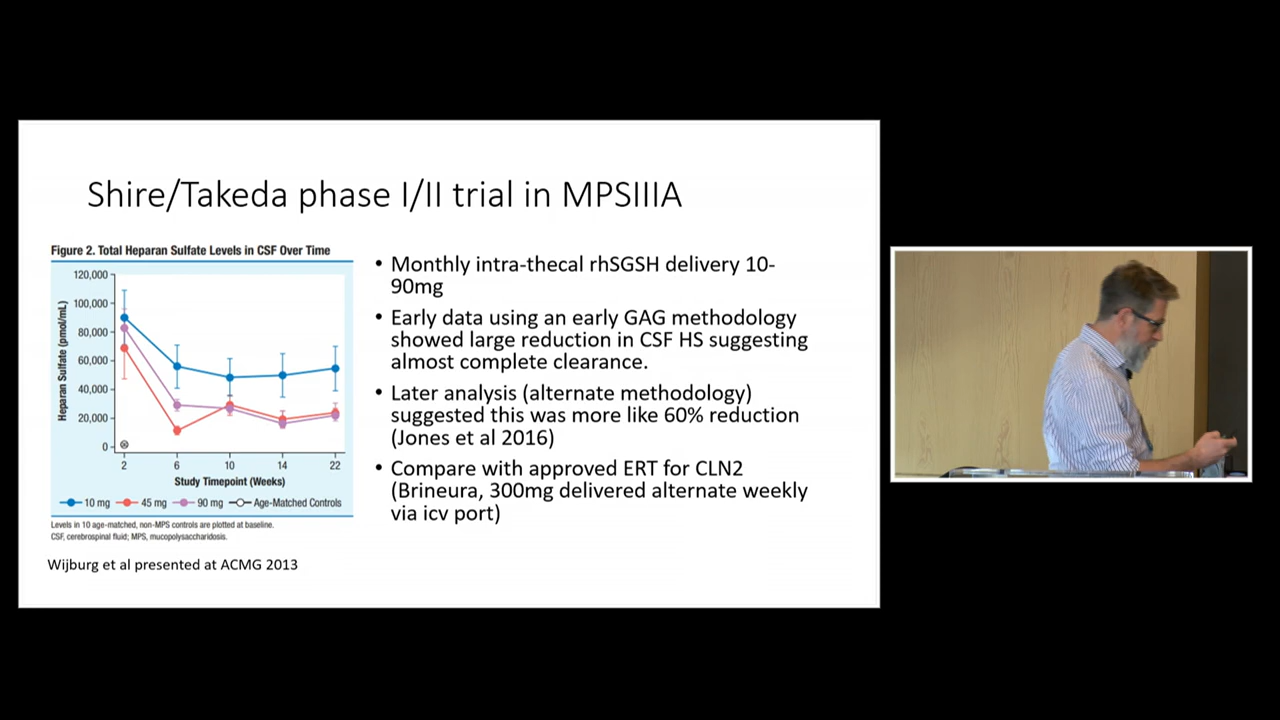 Shire/Takeda phase I/II trial in MPSIIIA
Figure 2. Total Heparan Sulfate Levels in CSF Over Time
120,000
100,000
80,000
60,000
40,000
20,000
0
Heparan Sulfate (pmol/mL)
2 6 10 14 22
Study Timepoint (Weeks)
10 mg 45 mg 90 mg Age-Matched Controls
Levels in 10 age-matched, non-MPS controls are plotted at baseline.
CSF, cerebrospinal fluid; MPS, mucopolysaccharidosis.
Wijburg et al presented at ACMG 2013
• Monthly intra-thecal rhSGSH delivery 10-
90mg
• Early data using an early GAG methodology
showed large reduction in CSF HS suggesting
almost complete clearance.
• Later analysis (alternate methodology)
suggested this was more like 60% reduction
(Jones et al 2016)
• Compare with approved ERT for CLN2
(Brineura, 300mg delivered alternate weekly
via icv port)